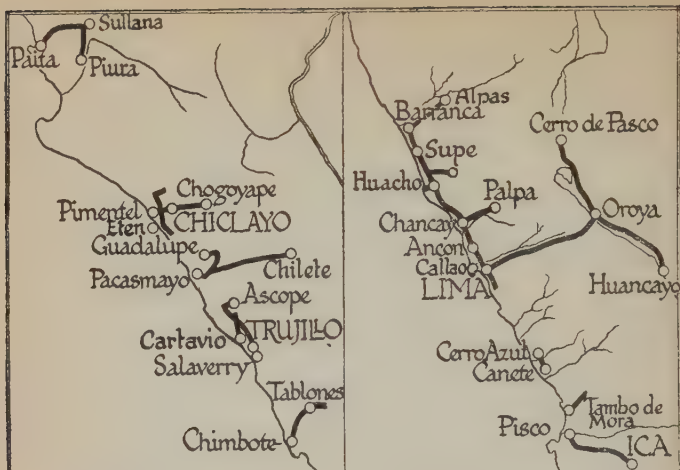 Sullana
Paita
Piura
Chogoyape
Pimentel
CHICLAYO
Eten
Guadalupe
Chilete
Pacasmayo
Ascope
Cartavio
TRUJILLO
Salaverry
Tablones
Chimbote
Alpas
Barranca
Cerro de Pasco
Supe
Huacho
Palpa
Chancay
Oroya
Ancon
Callao
LIMA
Huancayo
Cerro Azul
Canete
Tambo de
Mora
Pisco
ICA